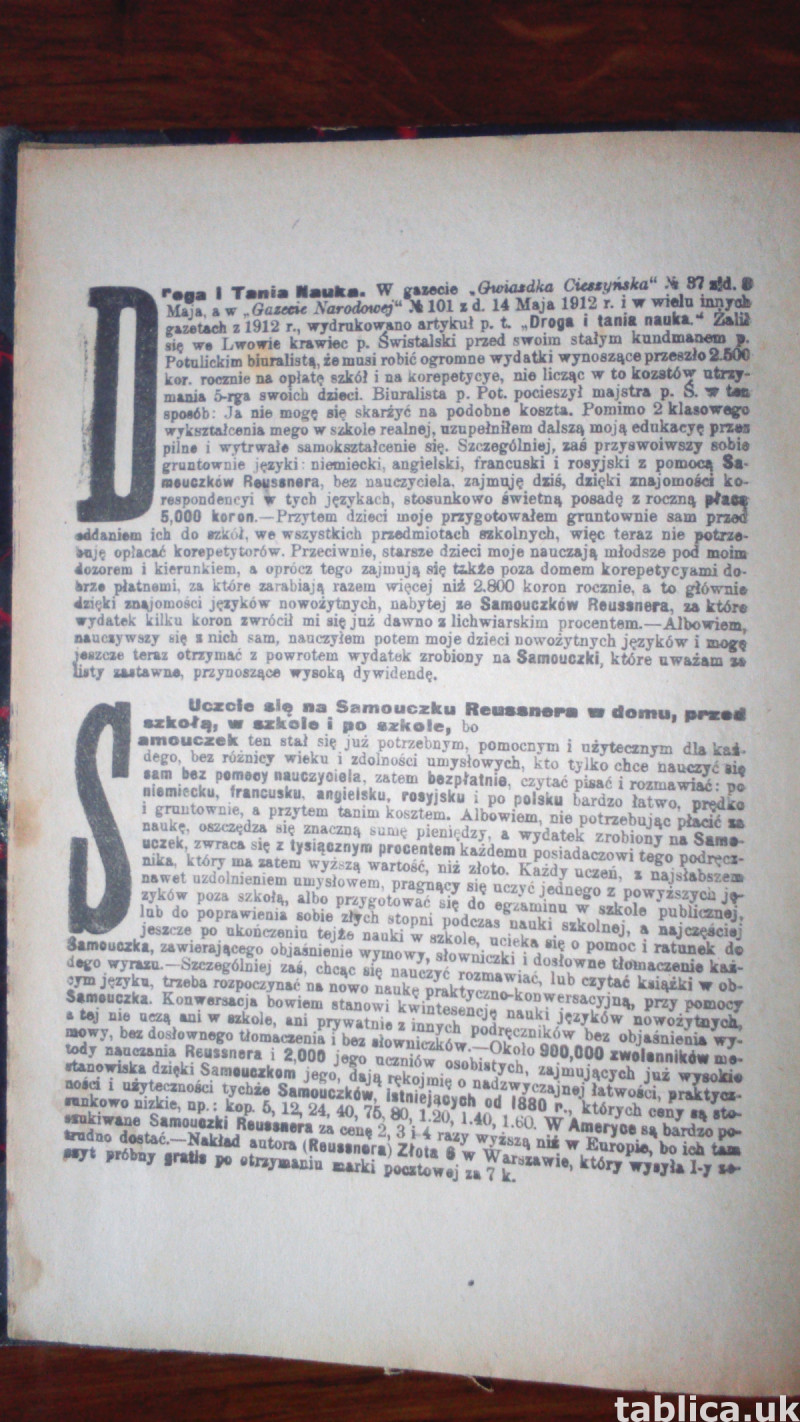 Droga i Tania Nauka. W gazecie „Gwiazdka Cieszyńska" № 37 z d. 8
Maja, a w „Gazecie Narodowej" № 101 z d. 14 Maja 1912 r. i w wielu innych
gazetach z 1912 r., wydrukowano artykuł p. t. „Droga i tania nauka." Żalił
się we Lwowie krawiec p. Świstalski przed swoim stałym kundmanem p.
Potulickim biuralistą, że musi robić ogromne wydatki wynoszące przeszło 2.500
kor. rocznie na opłatę szkół i na korepetycye, nie licząc w to kozstów utrzy-
mania 5-rga swoich dzieci. Biuralista p. Pot. pocieszył majstra p. Ś. w ten
sposób: Ja nie mogę się skarżyć na podobne koszta. Pomimo 2 klasowego
wykształcenia mego w szkole realnej, uzupełniłem dalszą moją edukacyę przez
pilne i wytrwałe samokształcenie się. Szczególniej, zaś przyswoiwszy sobie
gruntownie języki: niemiecki, angielski, francuski i rosyjski z pomocą Sa-
mouczków Reussnera, bez nauczyciela, zajmuję dziś, dzięki znajomości ko-
respondencyi w tych językach, stosunkowo świetną posadę z roczną płacą
5,000 koron.—Przytem dzieci moje przygotowałem gruntownie sam przed
oddaniem ich do szkół, we wszystkich przedmiotach szkolnych, więc teraz nie potrze-
buję opłacać korepetytorów. Przeciwnie, starsze dzieci moje nauczają młodsze pod moim
dozorem i kierunkiem, a oprócz tego zajmują się także poza domem korepetycyami do-
brze płatnemi, za które zarabiają razem więcej niż 2.800 koron rocznie, a to głównie
dzięki znajomości języków nowożytnych, nabytej ze Samouczków Reussnera, za które
wydatek kilku koron zwrócił mi się już dawno z lichwiarskim procentem.—Albowiem,
nauczywszy się z nich sam, nauczyłem potem moje dzieci nowożytnych języków i mogę
jeszcze teraz otrzymać z powrotem wydatek zrobiony na Samouczki, które uważam za
listy zastawne, przynoszące wysoką dywidendę.
Uczcie się na Samouczku Reussnera w domu, przed
szkołą, w szkole i po szkole, bo
Samouczek ten stał się już potrzebnym, pomocnym i użytecznym dla każ-
dego, bez różnicy wieku i zdolności umysłowych, kto tylko chce nauczyć się
sam bez pomocy nauczyciela, zatem bezpłatnie, czytać pisać i rozmawiać: po
niemiecku, francusku, angielsku, rosyjsku i po polsku bardzo łatwo, prędko
i gruntownie, a przytem tanim kosztem. Albowiem, nie potrzebując płacić za
naukę, oszczędza się znaczną sumę pieniędzy, a wydatek zrobiony na Samo-
uczek, zwraca się z tysiącznym procentem każdemu posiadaczowi tego podręcz-
nika, który ma zatem wyższą wartość, niż złoto. Każdy uczeń, z najsłabszem
nawet uzdolnieniem umysłowem, pragnący się uczyć jednego z powyższych ję-
zyków poza szkołą, albo przygotować się do egzaminu w szkole publicznej,
lub do poprawienia sobie złych stopni podczas nauki szkolnej, a najczęściej
jeszcze po ukończeniu tejże nauki w szkole, ucieka się o pomoc i ratunek do
Samouczka, zawierającego objaśnienie wymowy, słowniczki i dosłowne tłomaczenie każ-
dego wyrazu.—Szczególniej zaś, chcąc się nauczyć rozmawiać, lub czytać książki w ob-
cym języku, trzeba rozpoczynać na nowo naukę praktyczno-konwersacyjną, przy pomocy
Samouczka. Konwersacja bowiem stanowi kwintesencję nauki języków nowożytnych,
a tej nie uczą ani w szkole, ani prywatnie z innych podręczników bez objaśnienia wy-
mowy, bez dosłownego tłomaczenia i bez słowniczków.—Około 900,000 zwolenników me-
tody nauczania Reussnera i 2,000 jego uczniów osobistych, zajmujących już wysokie
stanowiska dzięki Samouczkom jego, dają rękojmię o nadzwyczajnej łatwości, praktycz-
ności i użyteczności tychże Samouczków, istniejących od 1880 r., których ceny są sto-
sunkowo nizkie, np.: kop. 5, 12, 24, 40, 75, 80, 1.20, 1.40, 1.60. W Ameryce są bardzo po-
szukiwane Samouczki Reussnera za cenę 2, 3 i 4 razy wyższą niż w Europie, bo ich tam
trudno dostać.—Nakład autora (Reussnera) Złota 6 w Warszawie, który wysyła I-y ze-
szyt próbny gratis po otrzymaniu marki pocztowej za 7 k.
tablica.uk